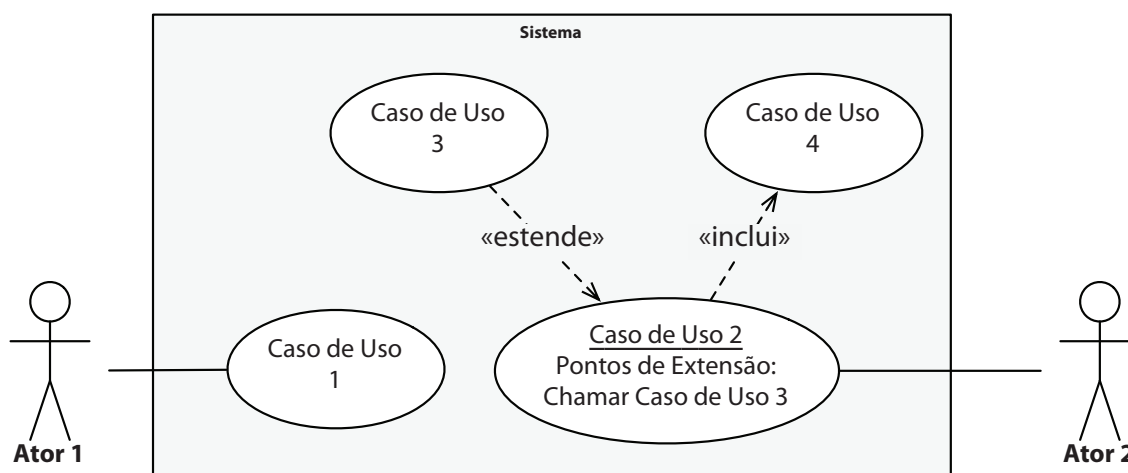 Sistema
Caso de Uso
3
Caso de Uso
4
«estende»
«inclui»
Caso de Uso
1
Caso de Uso 2
Pontos de Extensão:
Chamar Caso de Uso 3
Ator 1
Ator 2